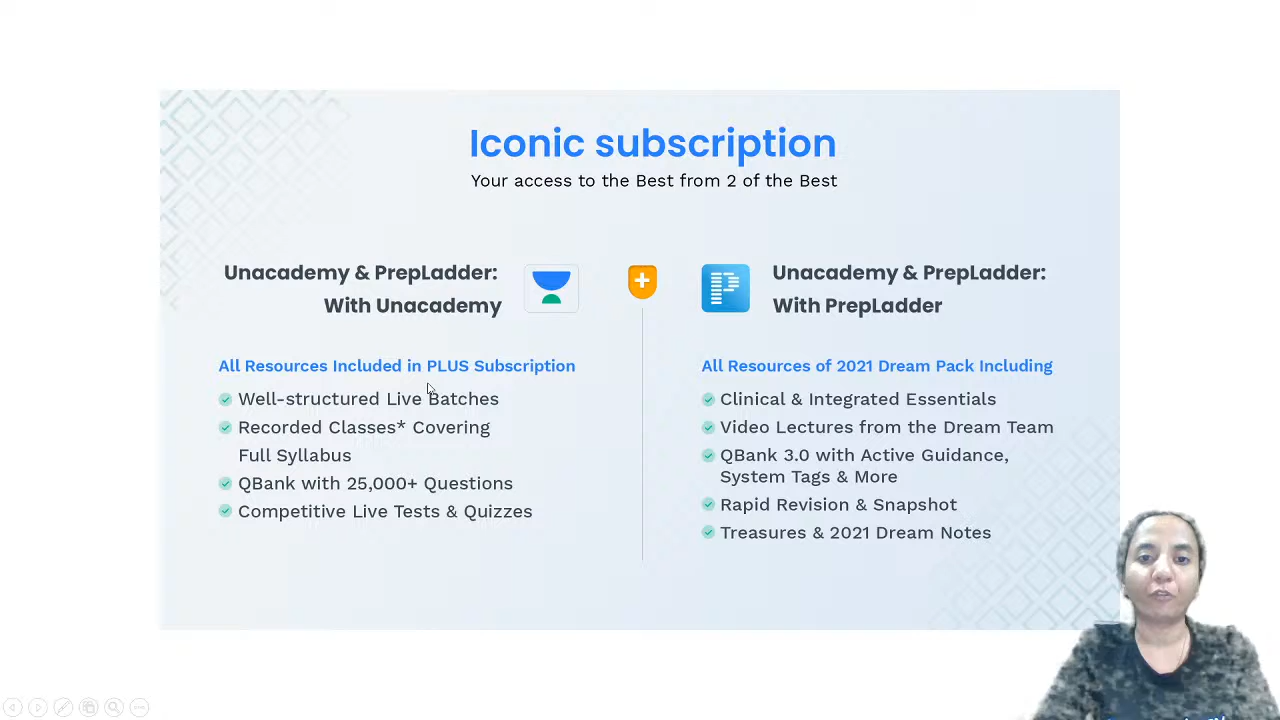 Iconic subscription
Your access to the Best from 2 of the Best
Unacademy & PrepLadder:
With Unacademy
All Resources Included in PLUS Subscription
Well-structured Live Batches
Recorded Classes* Covering
Full Syllabus
QBank with 25,000+ Questions
Competitive Live Tests & Quizzes
Unacademy & PrepLadder:
With PrepLadder
All Resources of 2021 Dream Pack Including
Clinical & Integrated Essentials
Video Lectures from the Dream Team
QBank 3.0 with Active Guidance,
System Tags & More
Rapid Revision & Snapshot
Treasures & 2021 Dream Notes